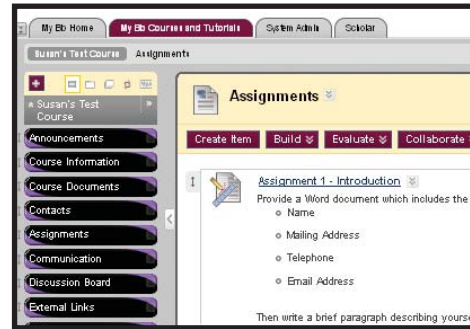 My Bb Home
My Bb Courses and Tutorials
System Admin
Scholar
Susan's Test Course
Assignments
Susan's Test
Course
Announcements
Course Information
Course Documents
Contacts
Assignments
Communication
Discussion Board
External Links
Assignments
Create Item
Build
Evaluate
Collaborate
Assignment 1 - Introduction
Provide a Word document which includes the
Name
Mailing Address
Telephone
Email Address
Then write a brief paragraph describing yourse